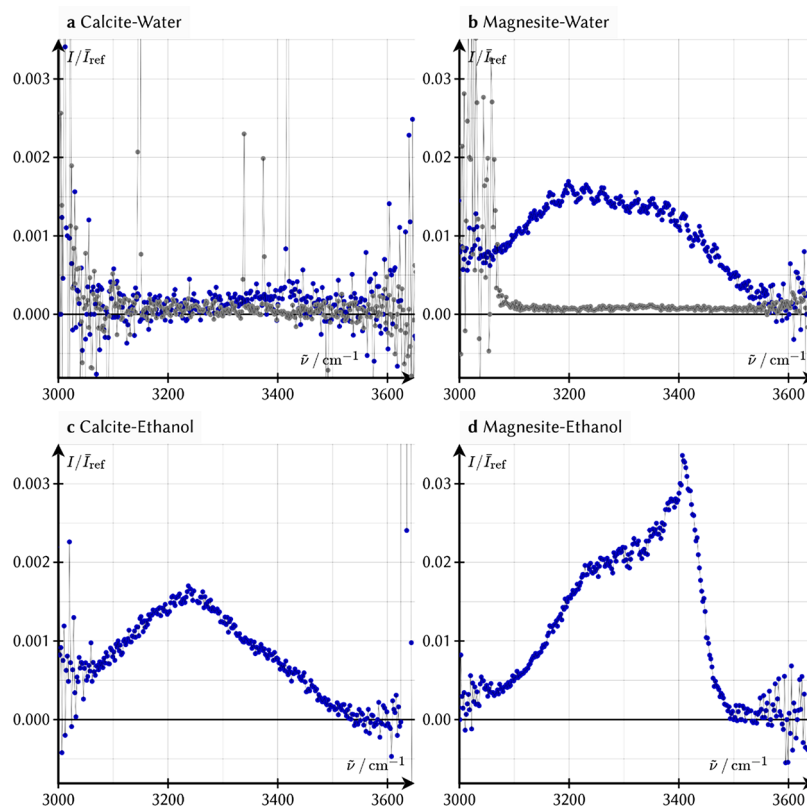 a Calcite-Water
I/Īref
0.003
0.002
0.001
0.000
ν̃ / cm⁻¹
3000 3200 3400 3600
b Magnesite-Water
I/Īref
0.03
0.02
0.01
0.00
ν̃ / cm⁻¹
3000 3200 3400 3600
c Calcite-Ethanol
I/Īref
0.003
0.002
0.001
0.000
ν̃ / cm⁻¹
3000 3200 3400 3600
d Magnesite-Ethanol
I/Īref
0.03
0.02
0.01
0.00
ν̃ / cm⁻¹
3000 3200 3400 3600